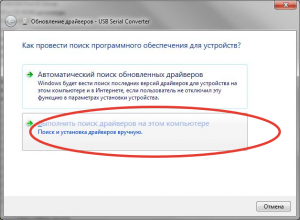 Обновление драйверов - USB Serial Converter
Как провести поиск программного обеспечения для устройств?
Автоматический поиск обновленных драйверов
Windows будет вести поиск последних версий драйверов для устройства на
этом компьютере и в Интернете, если пользователь не отключил эту
функцию в параметрах установки устройства.
Выполнить поиск драйверов на этом компьютере
Поиск и установка драйверов вручную.
Отмена